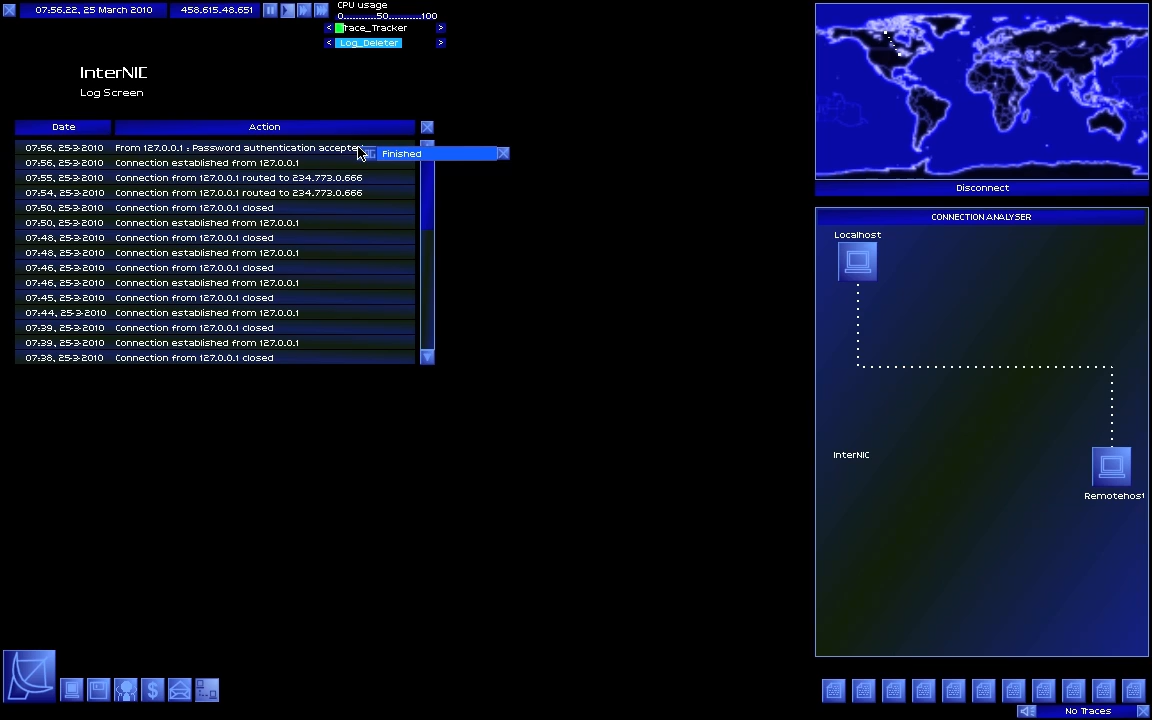 07:56.22, 25 March 2010
458.615.48.651
CPU usage
0...........50...........100
< Trace_Tracker >
< Log_Deleter >
InterNIC
Log Screen
Date Action
07:56, 25-3-2010 From 127.0.0.1 : Password authentication accepte
Finished
07:56, 25-3-2010 Connection established from 127.0.0.1
07:55, 25-3-2010 Connection from 127.0.0.1 routed to 234.773.0.666
07:54, 25-3-2010 Connection from 127.0.0.1 routed to 234.773.0.666
07:50, 25-3-2010 Connection from 127.0.0.1 closed
07:50, 25-3-2010 Connection established from 127.0.0.1
07:48, 25-3-2010 Connection from 127.0.0.1 closed
07:48, 25-3-2010 Connection established from 127.0.0.1
07:46, 25-3-2010 Connection from 127.0.0.1 closed
07:46, 25-3-2010 Connection established from 127.0.0.1
07:45, 25-3-2010 Connection from 127.0.0.1 closed
07:44, 25-3-2010 Connection established from 127.0.0.1
07:39, 25-3-2010 Connection from 127.0.0.1 closed
07:39, 25-3-2010 Connection established from 127.0.0.1
07:38, 25-3-2010 Connection from 127.0.0.1 closed
Disconnect
CONNECTION ANALYSER
Localhost
InterNIC
Remotehost
No Traces